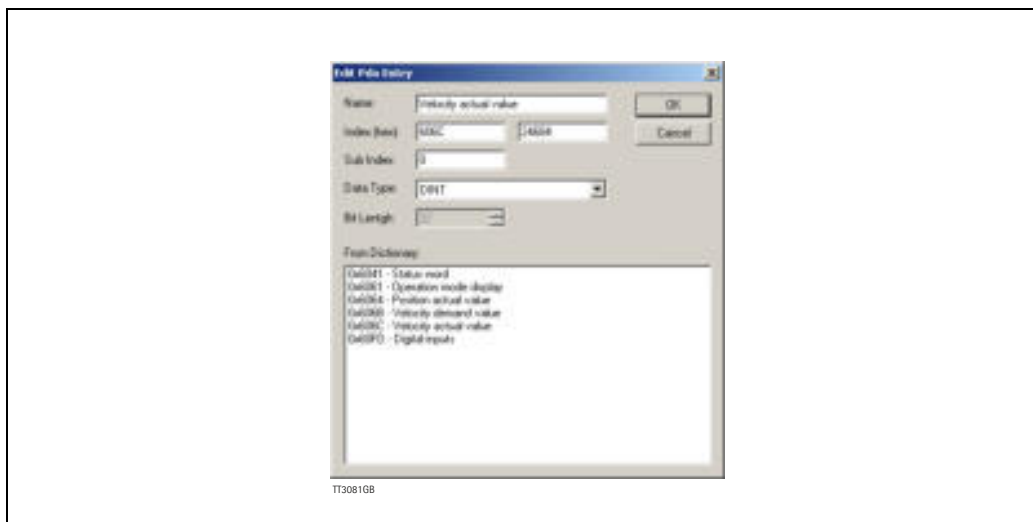 Edit Pdo Entry
Name: Velocity actual value OK
Index (hex): 606C 24684 Cancel
Sub Index: 0
Data Type: DINT
Bit Length:
From Dictionary:
0x6041 - Status word
0x6061 - Operation mode display
0x6064 - Position actual value
0x606B - Velocity demand value
0x606C - Velocity actual value
0x60FD - Digital inputs
TT3081GB